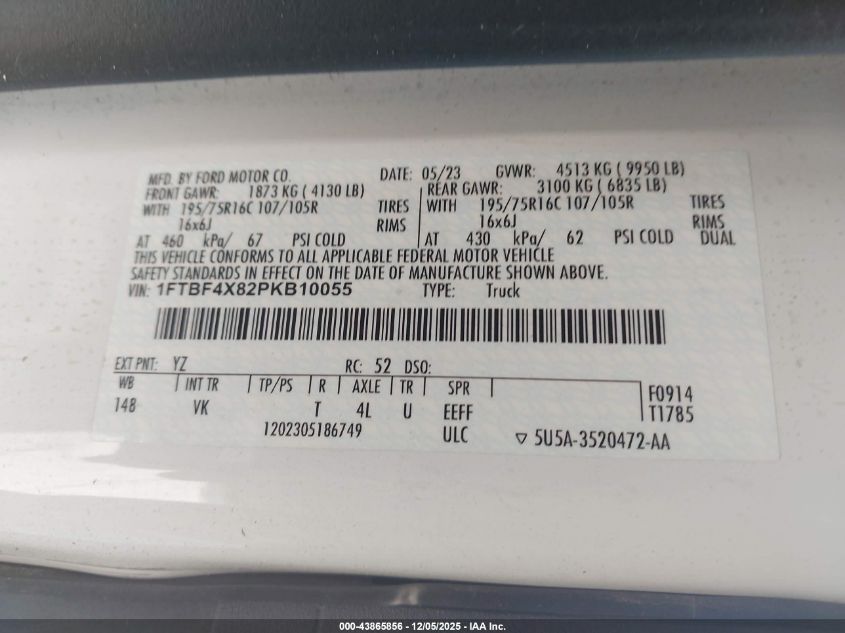 MFD. BY FORD MOTOR CO. DATE: 05/23 GVWR: 4513 KG ( 9950 LB)
FRONT GAWR: 1873 KG ( 4130 LB) REAR GAWR: 3100 KG ( 6835 LB)
WITH 195/75R16C 107/105R TIRES WITH 195/75R16C 107/105R TIRES
16x6J RIMS 16x6J RIMS
AT 460 kPa/ 67 PSI COLD AT 430 kPa/ 62 PSI COLD DUAL
THIS VEHICLE CONFORMS TO ALL APPLICABLE FEDERAL MOTOR VEHICLE
SAFETY STANDARDS IN EFFECT ON THE DATE OF MANUFACTURE SHOWN ABOVE.
VIN: 1FTBF4X82PKB10055 TYPE: Truck
EXT PNT: YZ RC: 52 DSO:
WB INT TR TP/PS R AXLE TR SPR F0914
148 VK T 4L U EEFF T1785
1202305186749 ULC ▽ 5U5A-3520472-AA
000-43865856 - 12/05/2025 - IAA Inc.